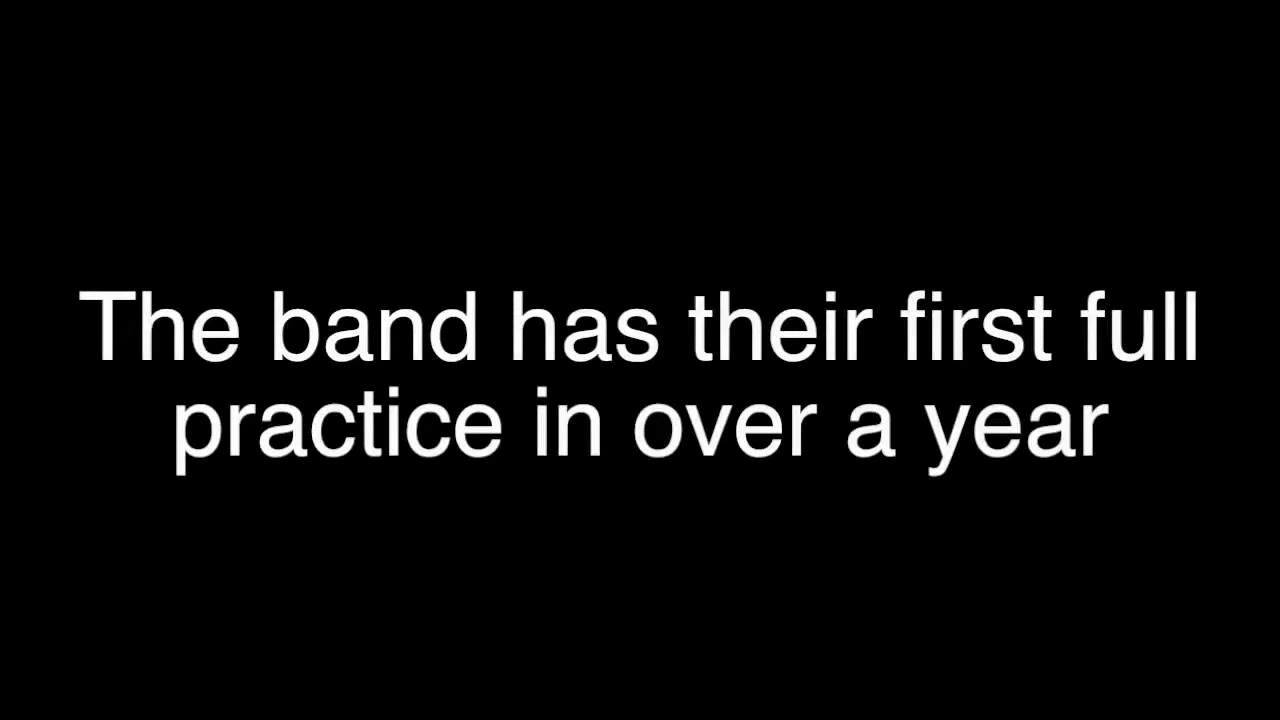 The band has their first full
practice in over a year